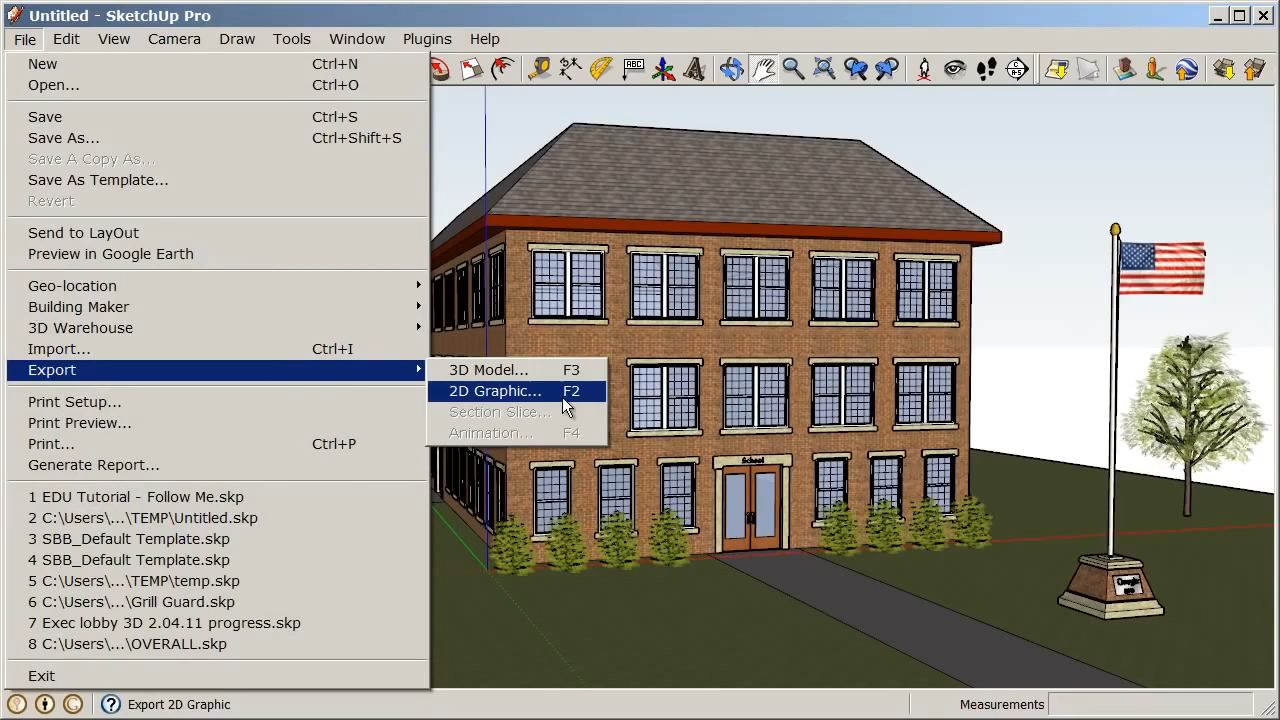 Untitled - SketchUp Pro
File Edit View Camera Draw Tools Window Plugins Help
New Ctrl+N
Open... Ctrl+O
Save Ctrl+S
Save As... Ctrl+Shift+S
Save A Copy As...
Save As Template...
Revert
Send to LayOut
Preview in Google Earth
Geo-location
Building Maker
3D Warehouse
Import... Ctrl+I
Export
3D Model... F3
2D Graphic... F2
Section Slice...
Animation... F4
Print Setup...
Print Preview...
Print... Ctrl+P
Generate Report...
1 EDU Tutorial - Follow Me.skp
2 C:\Users\...\TEMP\Untitled.skp
3 SBB_Default Template.skp
4 SBB_Default Template.skp
5 C:\Users\...\TEMP\temp.skp
6 C:\Users\...\Grill Guard.skp
7 Exec lobby 3D 2.04.11 progress.skp
8 C:\Users\...\OVERALL.skp
Exit
ABC
School
Export 2D Graphic
Measurements